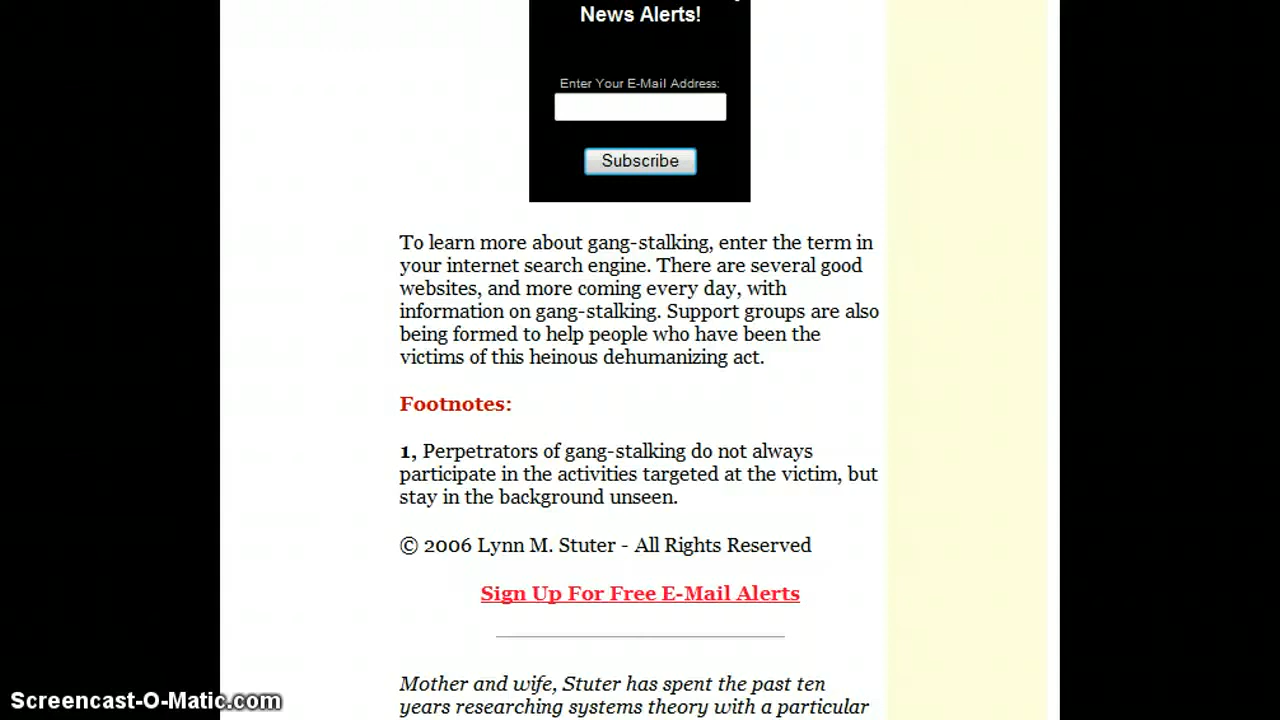 News Alerts!
Enter Your E-Mail Address:
Subscribe
To learn more about gang-stalking, enter the term in
your internet search engine. There are several good
websites, and more coming every day, with
information on gang-stalking. Support groups are also
being formed to help people who have been the
victims of this heinous dehumanizing act.
Footnotes:
1, Perpetrators of gang-stalking do not always
participate in the activities targeted at the victim, but
stay in the background unseen.
© 2006 Lynn M. Stuter - All Rights Reserved
Sign Up For Free E-Mail Alerts
Mother and wife, Stuter has spent the past ten
years researching systems theory with a particular
Screencast-O-Matic.com